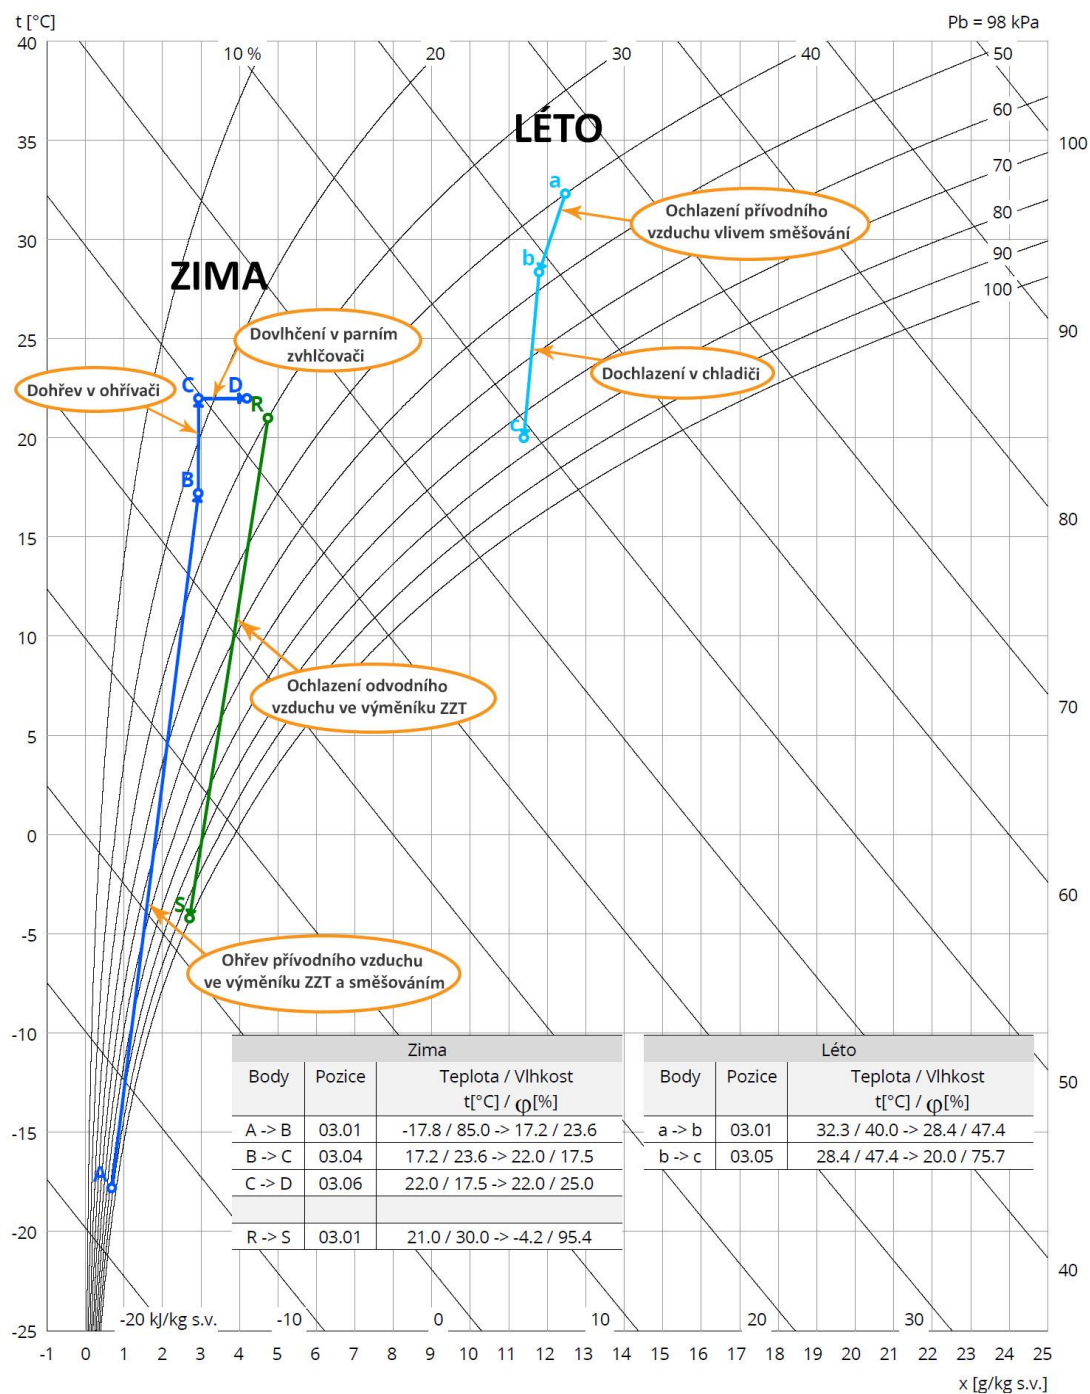 t [°C]
Pb = 98 kPa
40
10 %
20
30
40
50
60
70
80
90
100
35
30
25
20
15
10
5
0
-5
-10
-15
-20
-25
100
90
80
70
60
50
40
LÉTO
a
b
c
Ochlazení přívodního
vzduchu vlivem směšování
Dochlazení v chladiči
ZIMA
Dovlhčení v parním
zvhlčovači
Dohřev v ohřívači
C
D
R
B
Ochlazení odvodního
vzduchu ve výměníku ZZT
S
Ohřev přívodního vzduchu
ve výměníku ZZT a směšováním
A
Zima
Body Pozice Teplota / Vlhkost
t[°C] / φ[%]
A -> B 03.01 -17.8 / 85.0 -> 17.2 / 23.6
B -> C 03.04 17.2 / 23.6 -> 22.0 / 17.5
C -> D 03.06 22.0 / 17.5 -> 22.0 / 25.0
R -> S 03.01 21.0 / 30.0 -> -4.2 / 95.4
Léto
Body Pozice Teplota / Vlhkost
t[°C] / φ[%]
a -> b 03.01 32.3 / 40.0 -> 28.4 / 47.4
b -> c 03.05 28.4 / 47.4 -> 20.0 / 75.7
-20 kJ/kg s.v. -10 0 10 20 30
-1 0 1 2 3 4 5 6 7 8 9 10 11 12 13 14 15 16 17 18 19 20 21 22 23 24 25
x [g/kg s.v.]